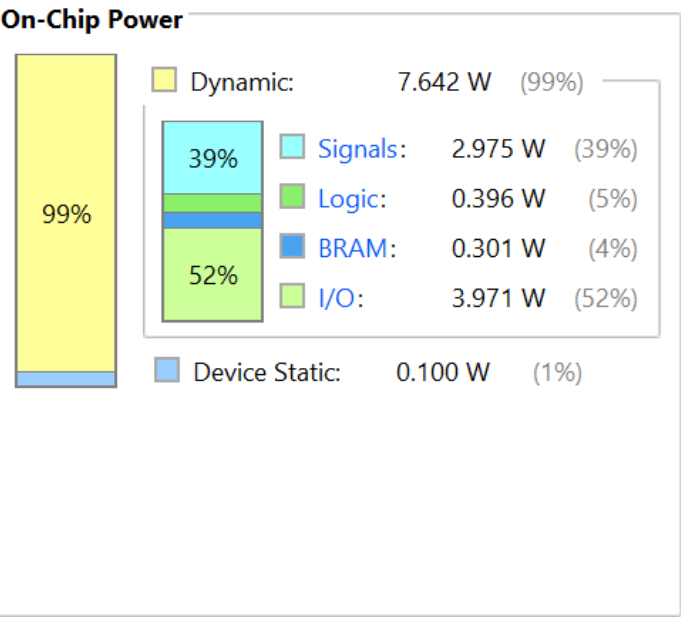 On-Chip Power
Dynamic: 7.642 W (99%)
39% Signals: 2.975 W (39%)
Logic: 0.396 W (5%)
99%
BRAM: 0.301 W (4%)
52% I/O: 3.971 W (52%)
Device Static: 0.100 W (1%)